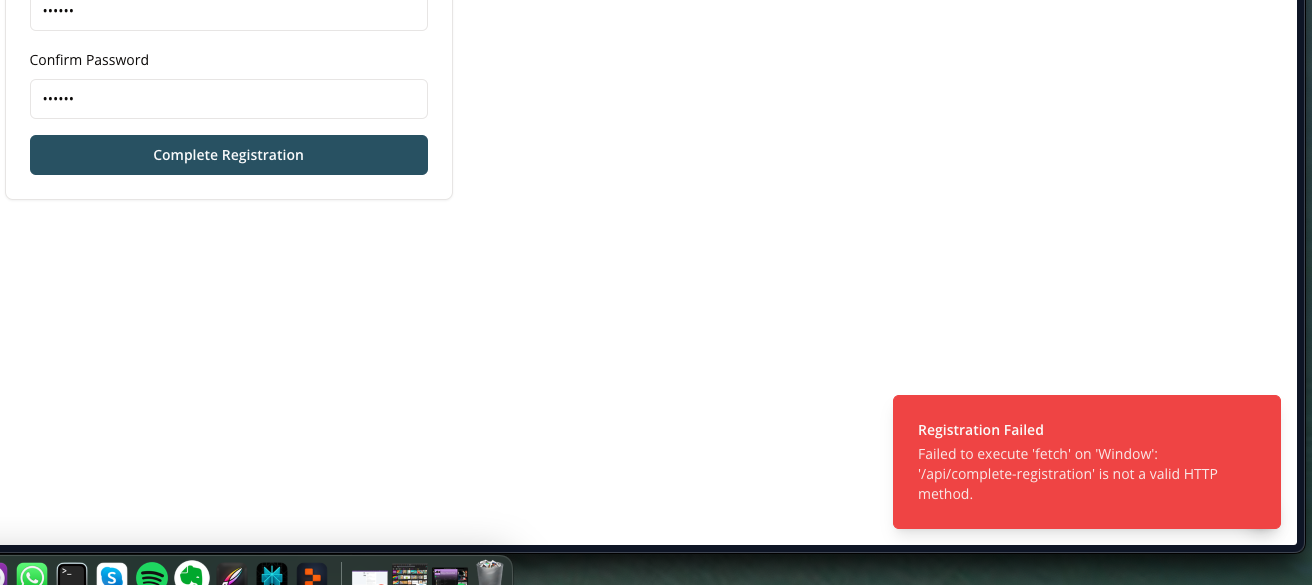 ••••••
Confirm Password
••••••
Complete Registration
Registration Failed
Failed to execute 'fetch' on 'Window':
'/api/complete-registration' is not a valid HTTP
method.